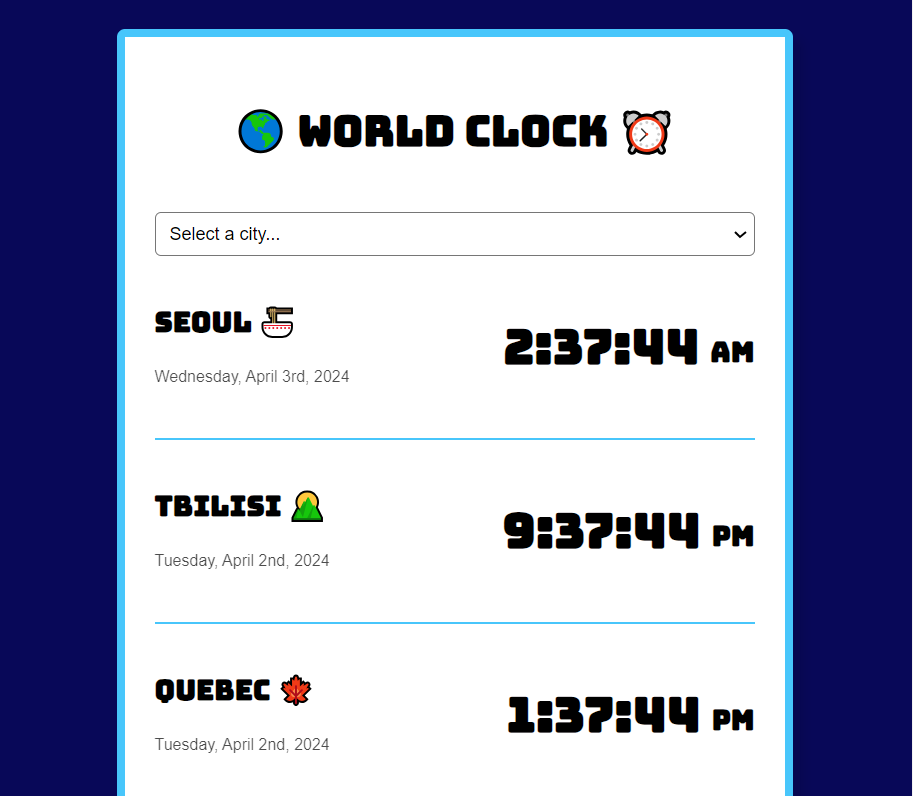 WORLD CLOCK
Select a city...
SEOUL
2:37:44 AM
Wednesday, April 3rd, 2024
TBILISI
9:37:44 PM
Tuesday, April 2nd, 2024
QUEBEC
1:37:44 PM
Tuesday, April 2nd, 2024